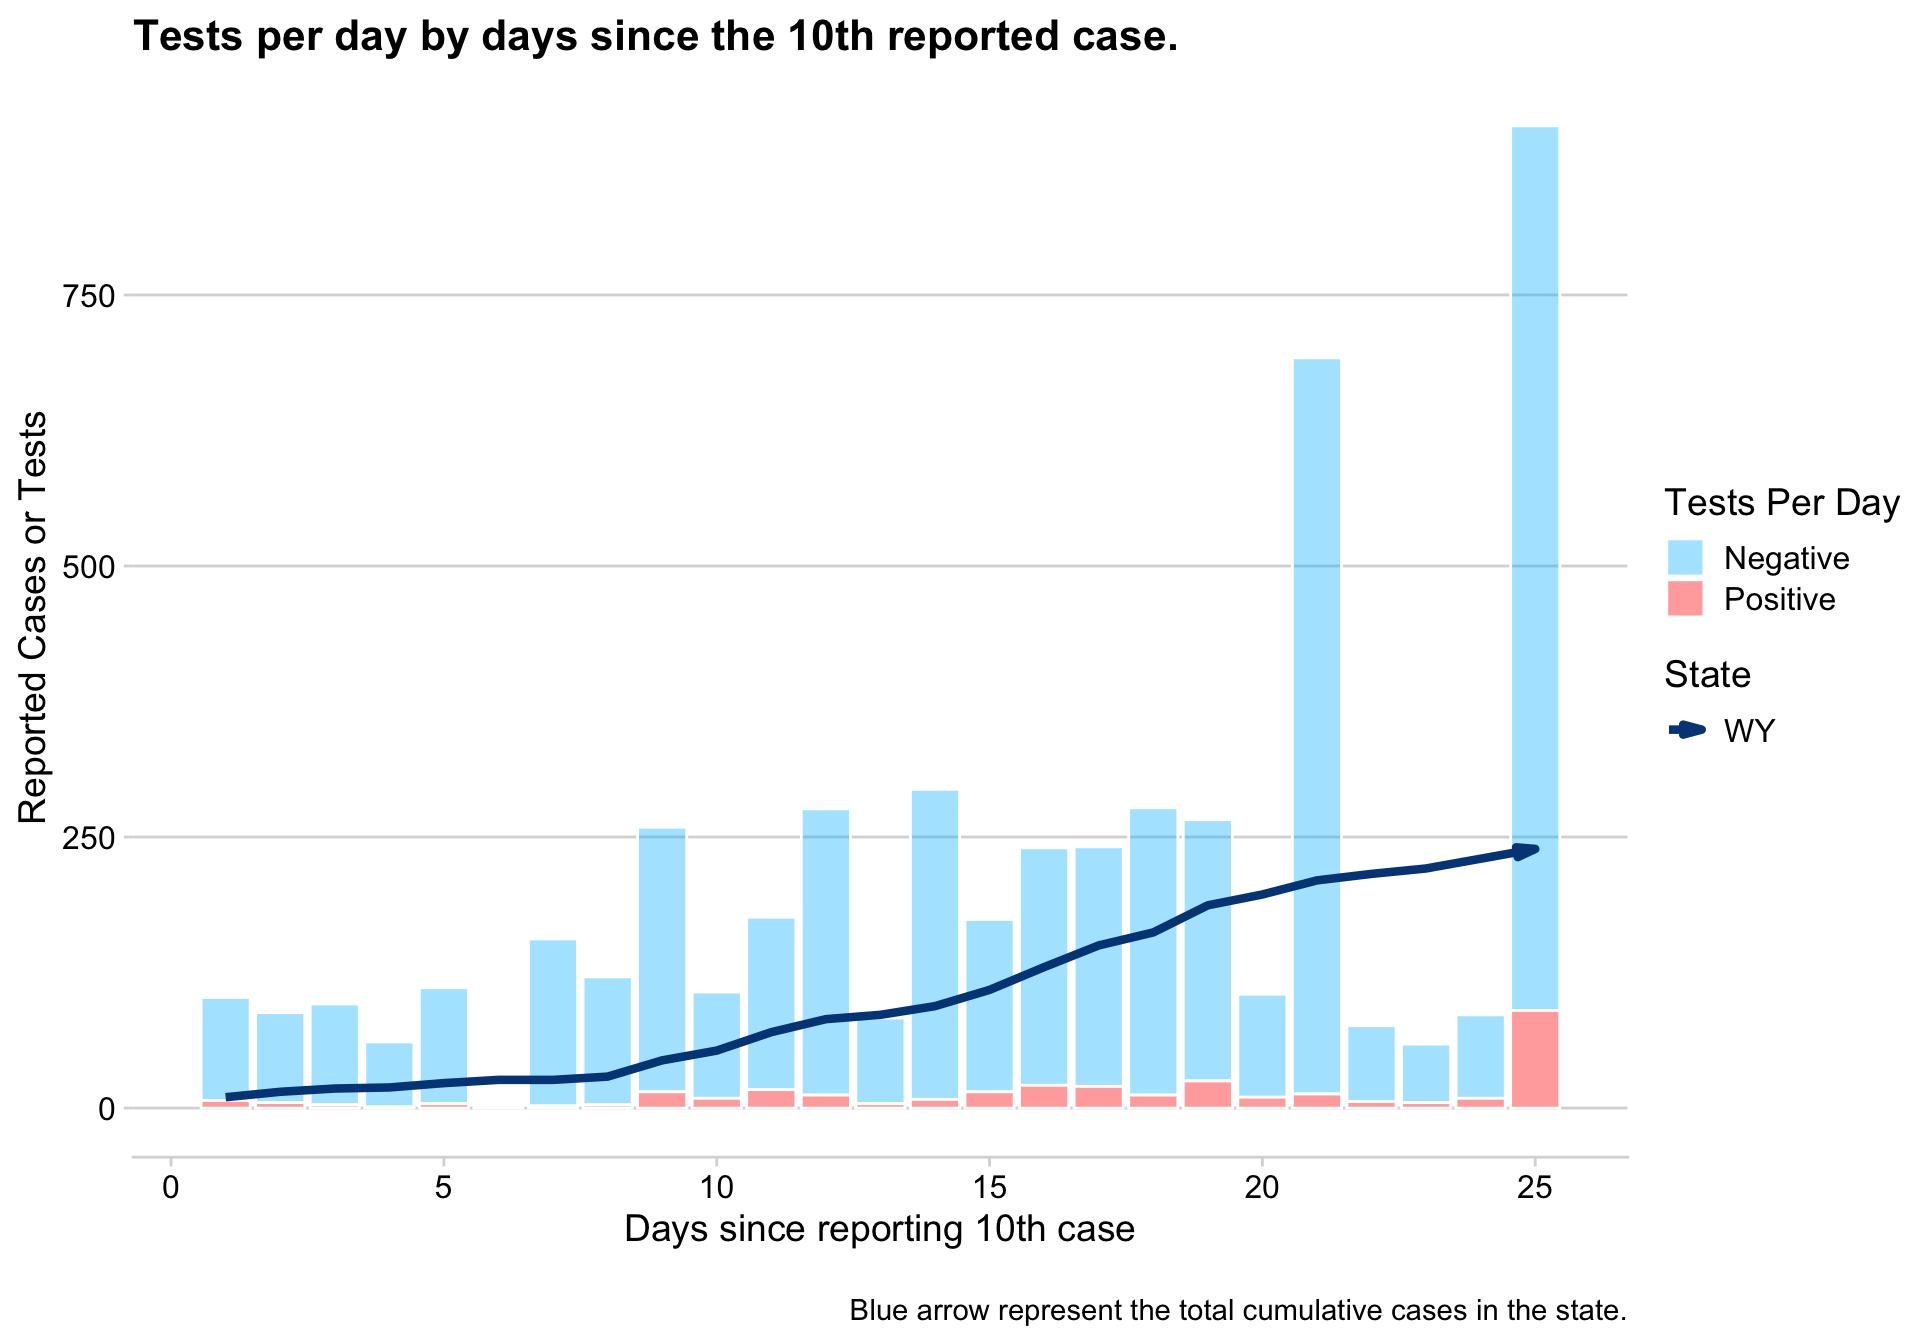 Tests per day by days since the 10th reported case.
Reported Cases or Tests
750
500
250
0
0 5 10 15 20 25
Days since reporting 10th case
Tests Per Day
Negative
Positive
State
WY
Blue arrow represent the total cumulative cases in the state.